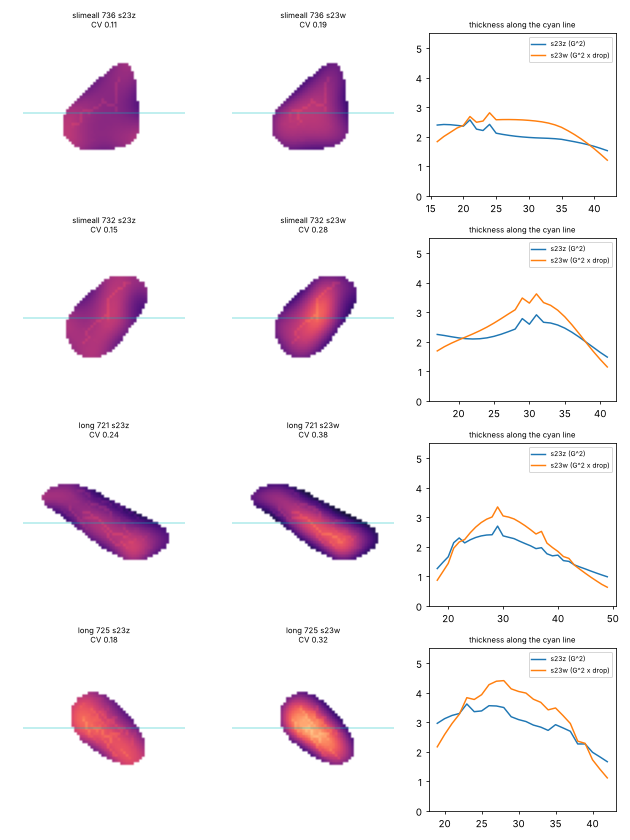 slimeall 736 s23z
CV 0.11
slimeall 736 s23w
CV 0.19
thickness along the cyan line
s23z (G^2)
s23w (G^2 x drop)
5
4
3
2
1
0
15 20 25 30 35 40
slimeall 732 s23z
CV 0.15
slimeall 732 s23w
CV 0.28
thickness along the cyan line
s23z (G^2)
s23w (G^2 x drop)
5
4
3
2
1
0
20 25 30 35 40
long 721 s23z
CV 0.24
long 721 s23w
CV 0.38
thickness along the cyan line
s23z (G^2)
s23w (G^2 x drop)
5
4
3
2
1
0
20 30 40 50
long 725 s23z
CV 0.18
long 725 s23w
CV 0.32
thickness along the cyan line
s23z (G^2)
s23w (G^2 x drop)
5
4
3
2
1
0
20 25 30 35 40